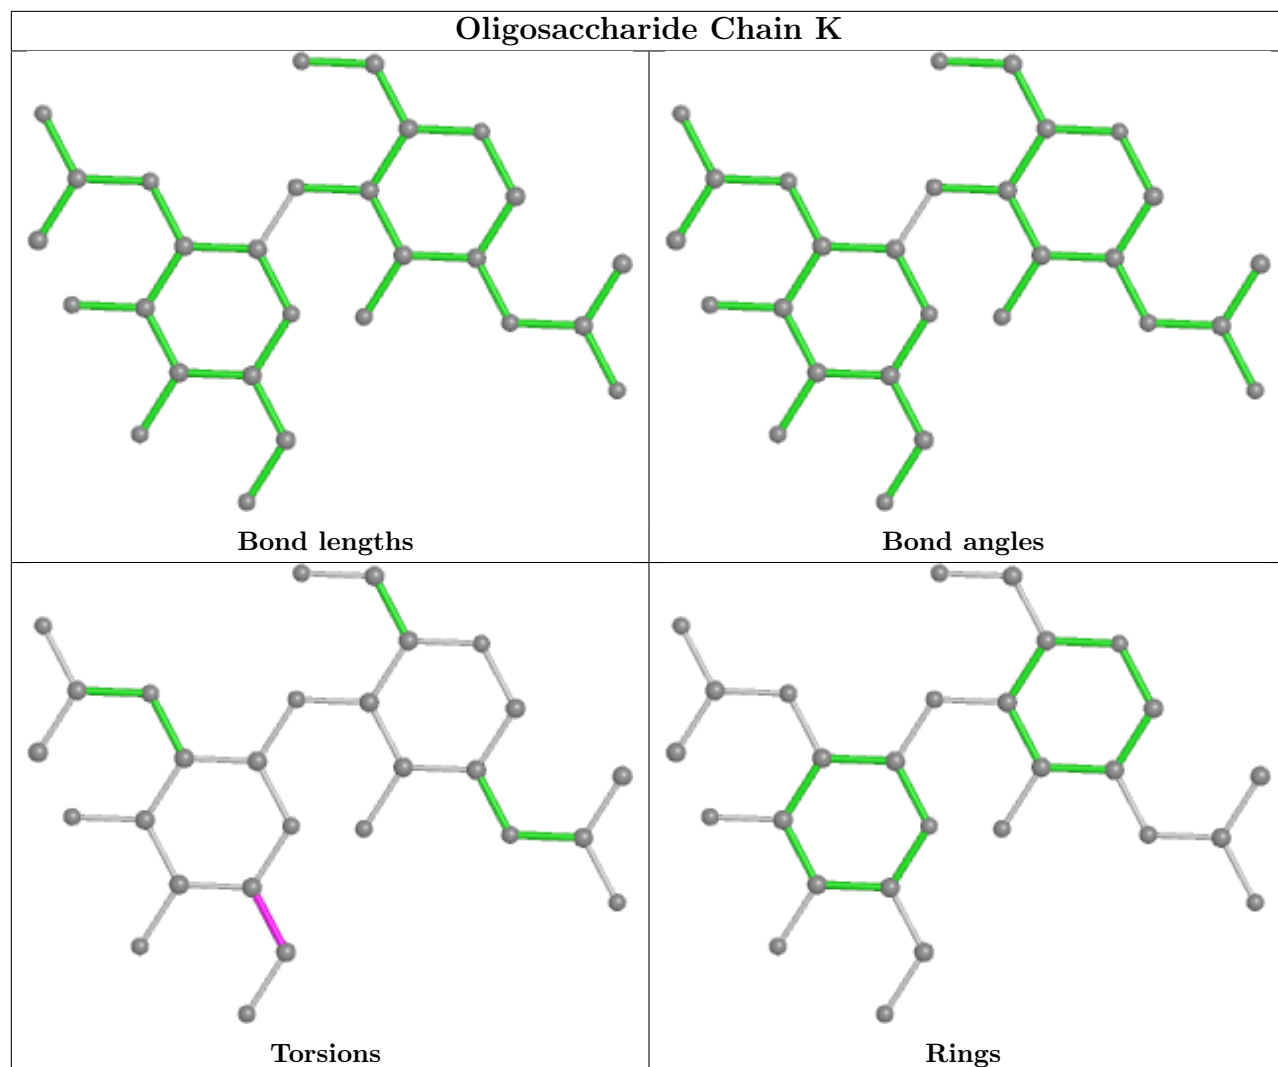 Oligosaccharide Chain K
Bond lengths
Bond angles
Torsions
Rings